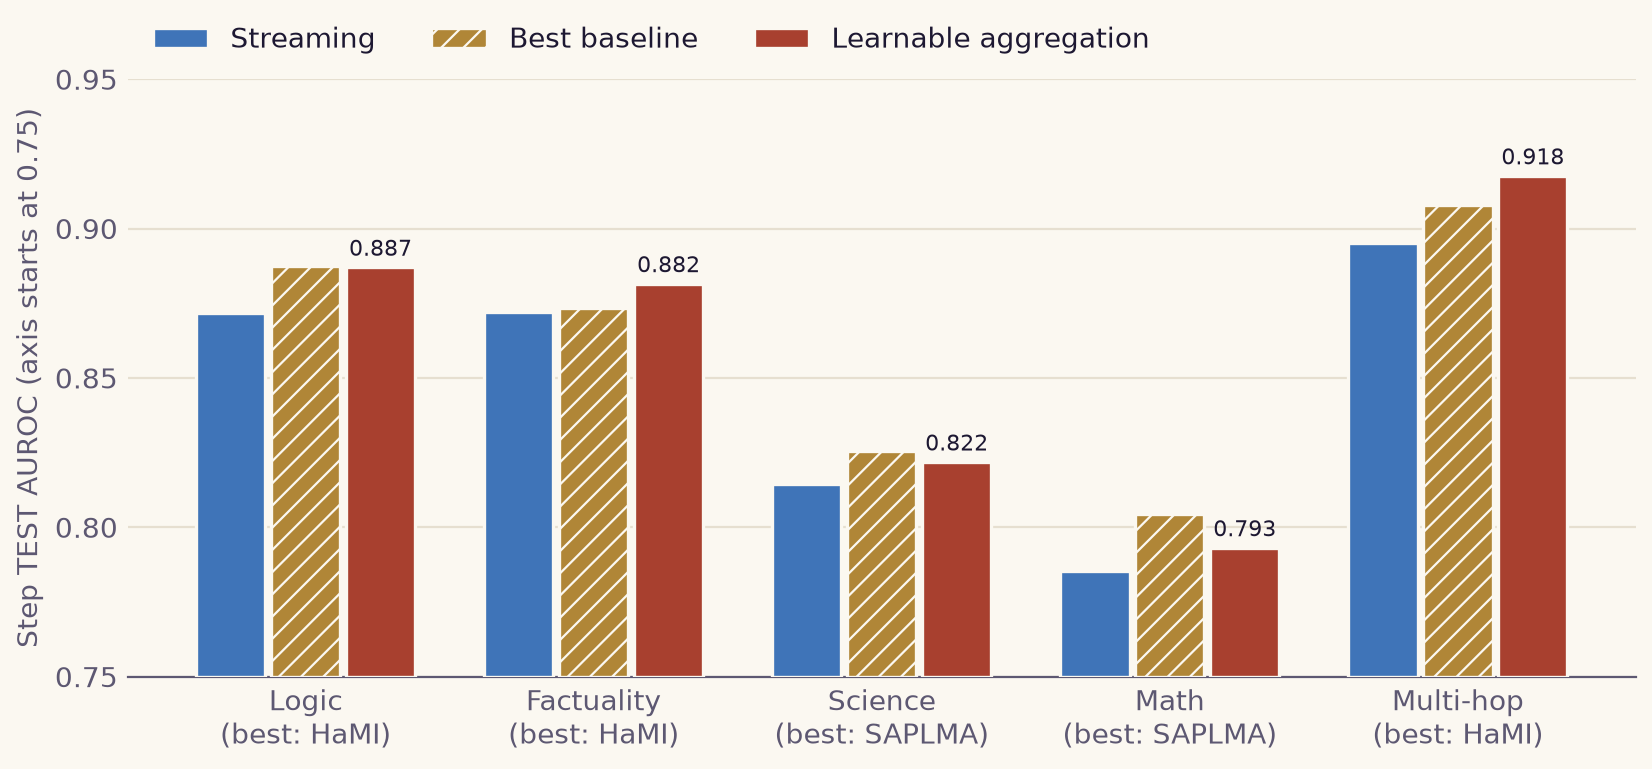 Streaming
Best baseline
Learnable aggregation
Step TEST AUROC (axis starts at 0.75)
0.95
0.90
0.85
0.80
0.75
0.887
0.882
0.822
0.793
0.918
Logic
(best: HaMI)
Factuality
(best: HaMI)
Science
(best: SAPLMA)
Math
(best: SAPLMA)
Multi-hop
(best: HaMI)